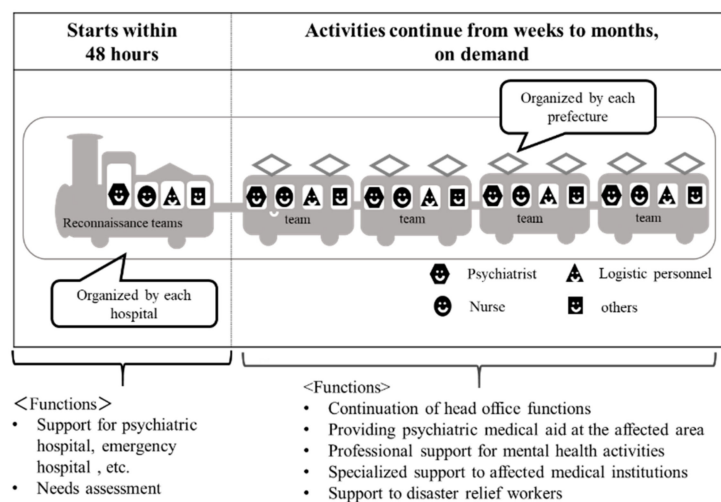 Starts within
48 hours
Activities continue from weeks to months,
on demand
Organized by each
prefecture
Reconnaissance teams
team
team
team
team
Organized by each
hospital
Psychiatrist
Logistic personnel
Nurse
others
＜Functions＞
• Support for psychiatric
hospital, emergency
hospital , etc.
• Needs assessment
<Functions>
• Continuation of head office functions
• Providing psychiatric medical aid at the affected area
• Professional support for mental health activities
• Specialized support to affected medical institutions
• Support to disaster relief workers